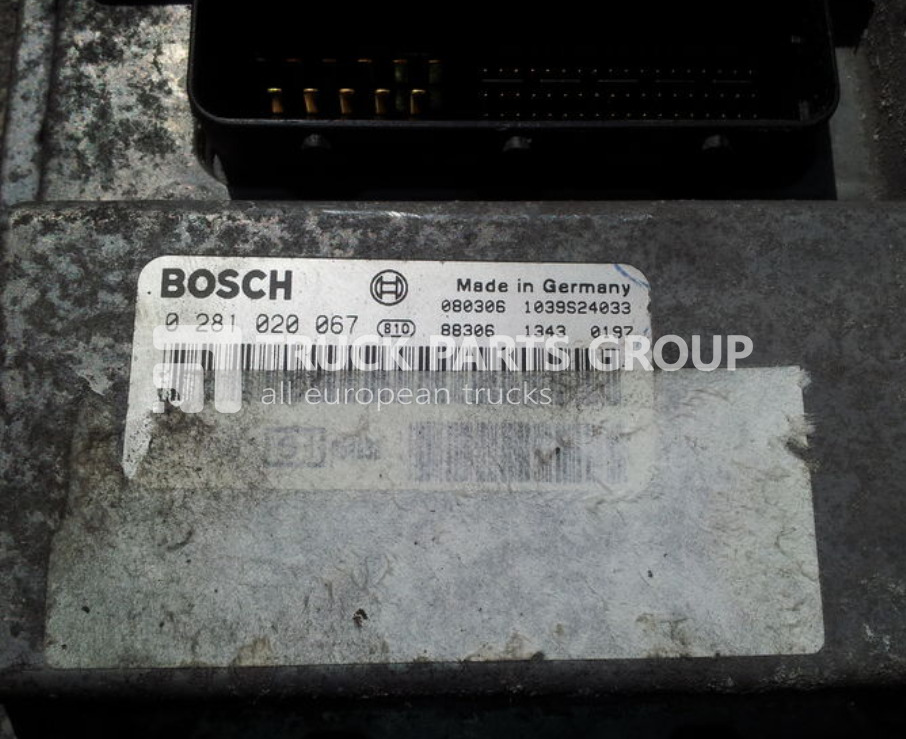 BOSCH
Made in Germany
080306 1039S24033
0 281 020 067 810
88306 1343 0197
TRUCK PARTS GROUP
all european trucks